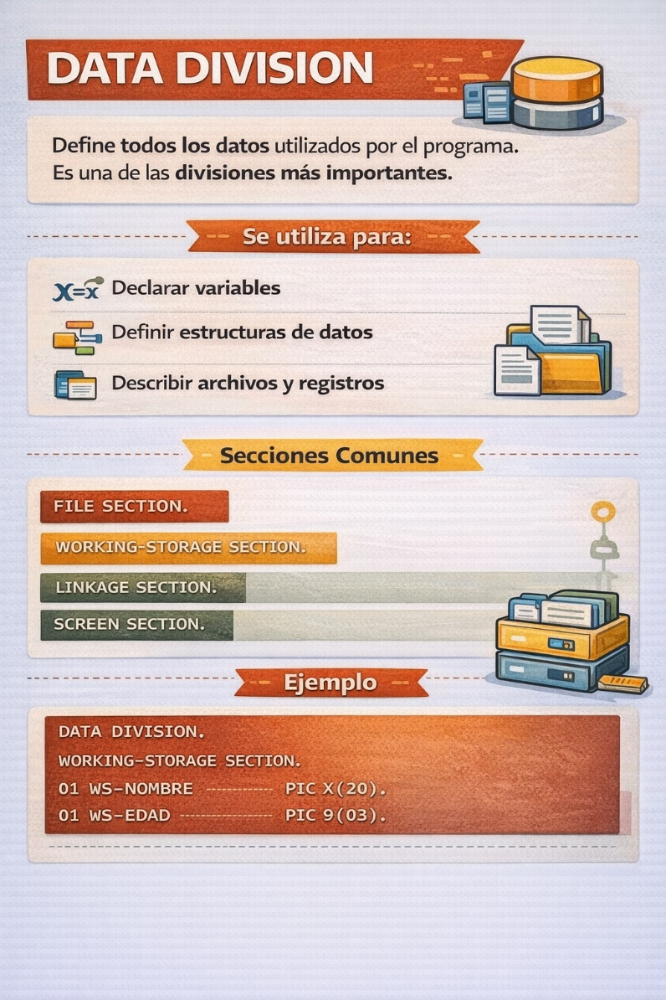 DATA DIVISION
Define todos los datos utilizados por el programa.
Es una de las divisiones más importantes.
Se utiliza para:
x=x Declarar variables
Definir estructuras de datos
Describir archivos y registros
Secciones Comunes
FILE SECTION.
WORKING-STORAGE SECTION.
LINKAGE SECTION.
SCREEN SECTION.
Ejemplo
DATA DIVISION.
WORKING-STORAGE SECTION.
01 WS-NOMBRE ------------- PIC X(20).
01 WS-EDAD ------------------ PIC 9(03).